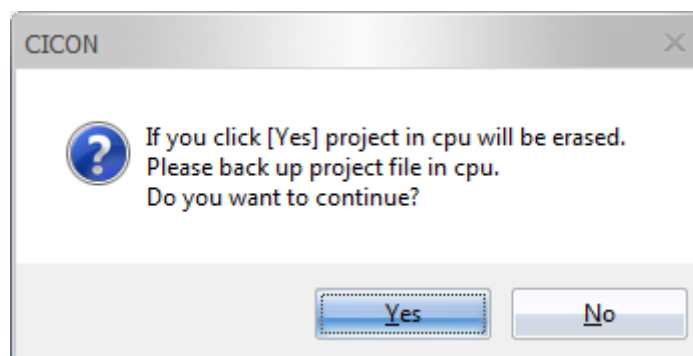 CICON
If you click [Yes] project in cpu will be erased.
Please back up project file in cpu.
Do you want to continue?
Yes
No